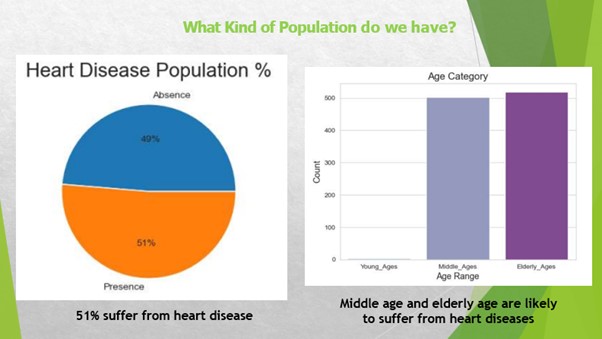 What Kind of Population do we have?
Heart Disease Population %
Absence
49%
51%
Presence
51% suffer from heart disease
Age Category
500
400
300
200
100
0
Count
Young_Ages Middle_Ages Elderly_Ages
Age Range
Middle age and elderly age are likely
to suffer from heart diseases